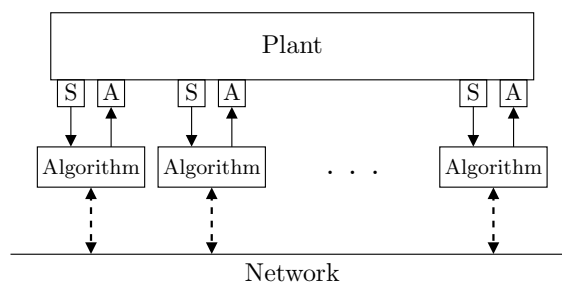 Plant
S A S A S A
Algorithm Algorithm . . . Algorithm
Network